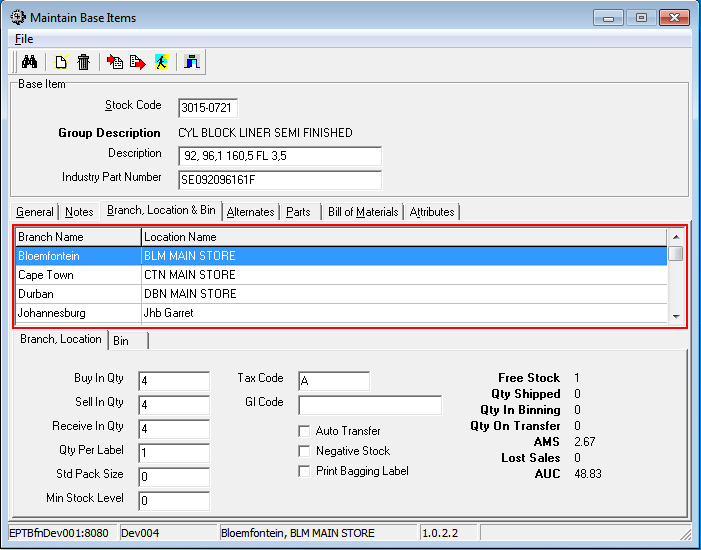 Maintain Base Items
File
Base Item
Stock Code 3015-0721
Group Description CYL BLOCK LINER SEMI FINISHED
Description 92, 96,1 160,5 FL 3,5
Industry Part Number SE092096161F
General Notes Branch, Location & Bin Alternates Parts Bill of Materials Attributes
Branch Name Location Name
Bloemfontein BLM MAIN STORE
Cape Town CTN MAIN STORE
Durban DBN MAIN STORE
Johannesburg Jhb Garret
Branch, Location Bin
Buy In Qty 4 Tax Code A Free Stock 1
Qty Shipped 0
Sell In Qty 4 Gl Code Qty In Binning 0
Receive In Qty 4 Auto Transfer Qty On Transfer 0
Qty Per Label 1 Negative Stock AMS 2.67
Lost Sales 0
Std Pack Size 0 Print Bagging Label AUC 48.83
Min Stock Level 0
EPTBfnDev001:8080 Dev004 Bloemfontein, BLM MAIN STORE 1.0.2.2